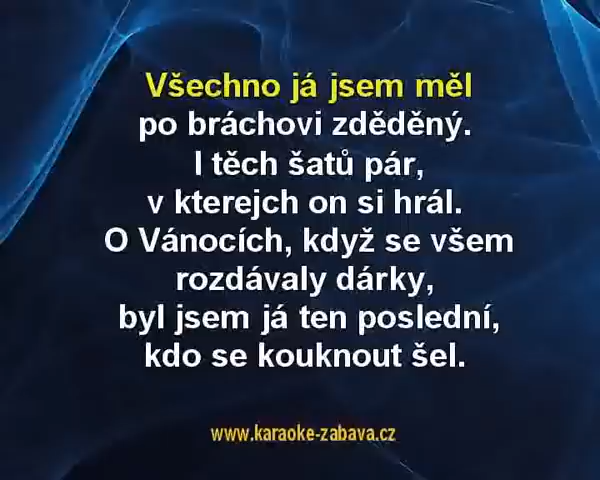 Všechno já jsem měl
po bráchovi zděděný.
I těch šatů pár,
v kterejch on si hrál.
O Vánocích, když se všem
rozdávaly dárky,
byl jsem já ten poslední,
kdo se kouknout šel.
www.karaoke-zabava.cz